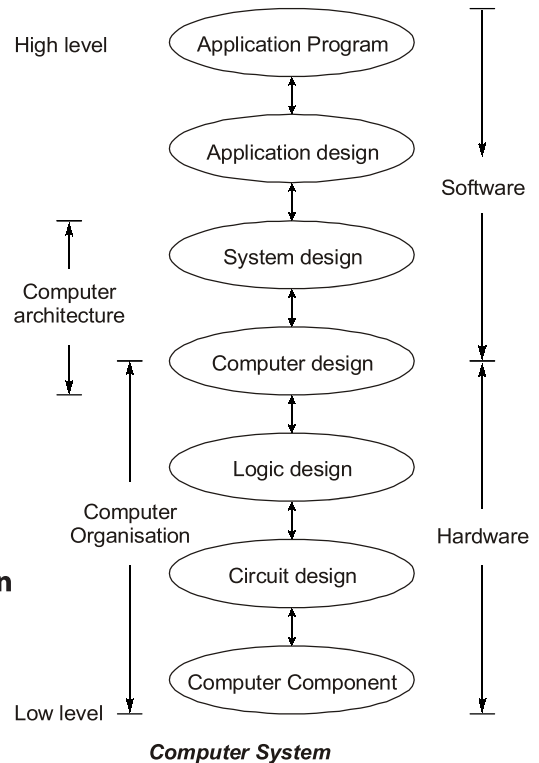 High level
Application Program
Application design
Software
System design
Computer
architecture
Computer design
Logic design
Computer
Organisation
Hardware
n
Circuit design
Computer Component
Low level
Computer System